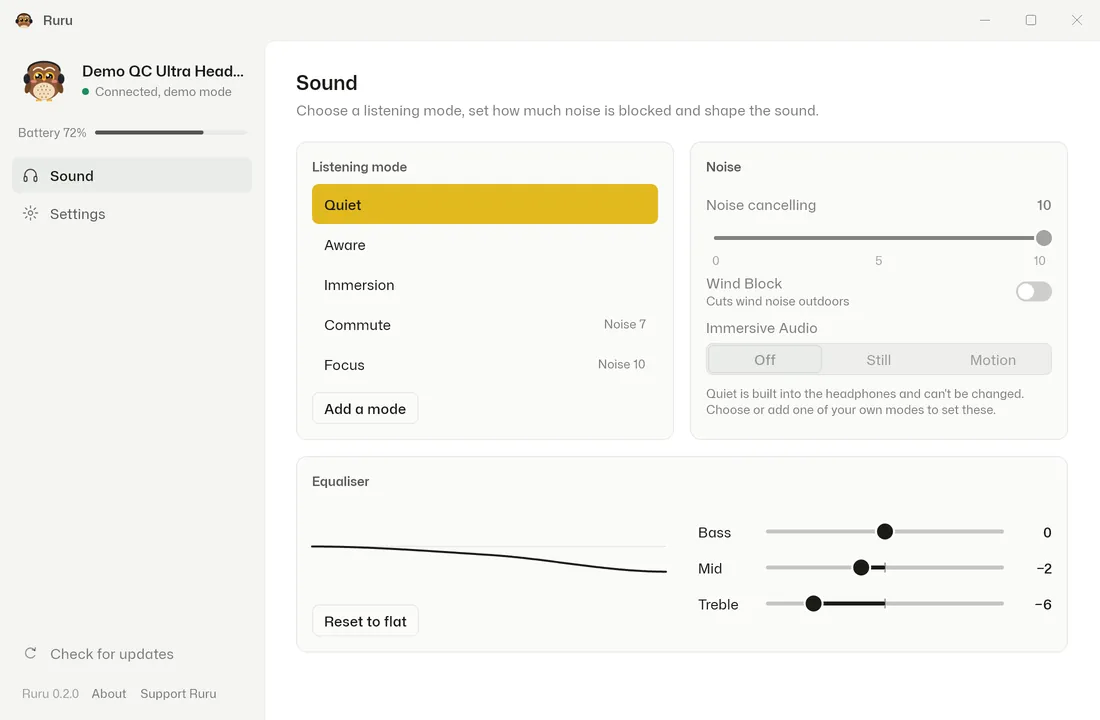 Ruru
Demo QC Ultra Head...
Connected, demo mode
Battery 72%
Sound
Settings
Check for updates
Ruru 0.2.0 About Support Ruru
Sound
Choose a listening mode, set how much noise is blocked and shape the sound.
Listening mode
Quiet
Aware
Immersion
Commute Noise 7
Focus Noise 10
Add a mode
Noise
Noise cancelling 10
0 5 10
Wind Block
Cuts wind noise outdoors
Immersive Audio
Off Still Motion
Quiet is built into the headphones and can't be changed.
Choose or add one of your own modes to set these.
Equaliser
Bass 0
Mid −2
Treble −6
Reset to flat